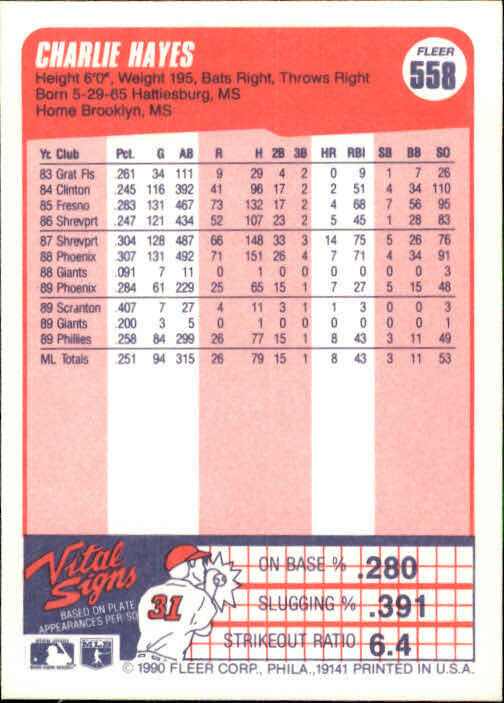 CHARLIE HAYES
FLEER
558
Height 6'0", Weight 195, Bats Right, Throws Right
Born 5-29-65 Hattiesburg, MS
Home Brooklyn, MS
Yr. Club Pct. G AB R H 2B 3B HR RBI SB BB SO
83 Grat Fls .261 34 111 9 29 4 2 0 9 1 7 26
84 Clinton .245 116 392 41 96 17 2 2 51 4 34 110
85 Fresno .283 131 467 73 132 17 2 4 68 7 56 95
86 Shrevprt .247 121 434 52 107 23 2 5 45 1 28 83
87 Shrevprt .304 128 487 66 148 33 3 14 75 5 26 76
88 Phoenix .307 131 492 71 151 26 4 7 71 4 34 91
88 Giants .091 7 11 0 1 0 0 0 0 0 0 3
89 Phoenix .284 61 229 25 65 15 1 7 27 5 15 48
89 Scranton .407 7 27 4 11 3 1 1 3 0 0 3
89 Giants .200 3 5 0 1 0 0 0 0 0 0 1
89 Phillies .258 84 299 26 77 15 1 8 43 3 11 49
ML Totals .251 94 315 26 79 15 1 8 43 3 11 53
Vital Signs
BASED ON PLATE
APPEARANCES PER SO
31
ON BASE % .280
SLUGGING % .391
STRIKEOUT RATIO 6.4
MLB
© 1990 FLEER CORP., PHILA., 19141 PRINTED IN U.S.A.